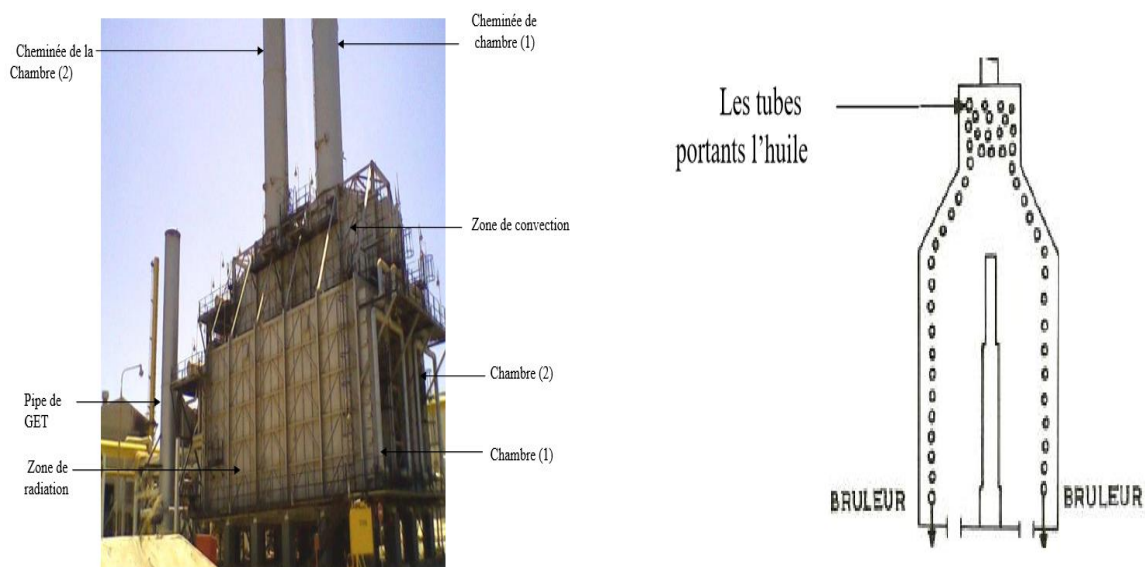 Cheminée de la
Chambre (2)
Cheminée de
chambre (1)
Zone de convection
Chambre (2)
Chambre (1)
Pipe de
GET
Zone de
radiation
Les tubes
portants l’huile
BRULEUR
BRULEUR